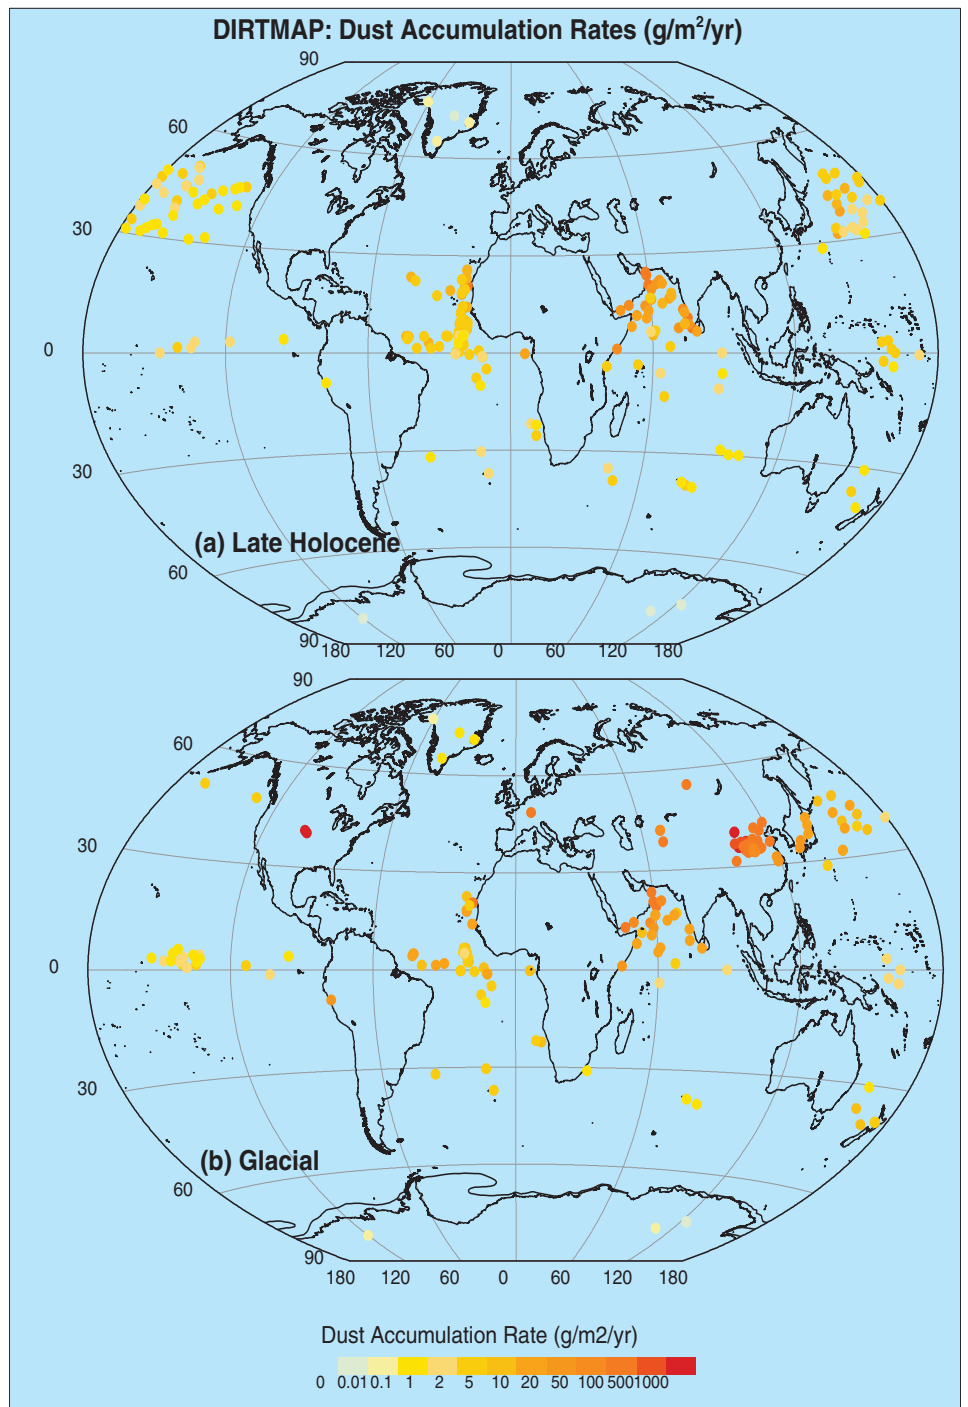 DIRTMAP: Dust Accumulation Rates (g/m²/yr)
90
60
30
0
30
(a) Late Holocene
60
90
180 120 60 0 60 120 180
90
60
30
0
30
(b) Glacial
60
90
180 120 60 0 60 120 180
Dust Accumulation Rate (g/m2/yr)
0 0.01 0.1 1 2 5 10 20 50 100 500 1000